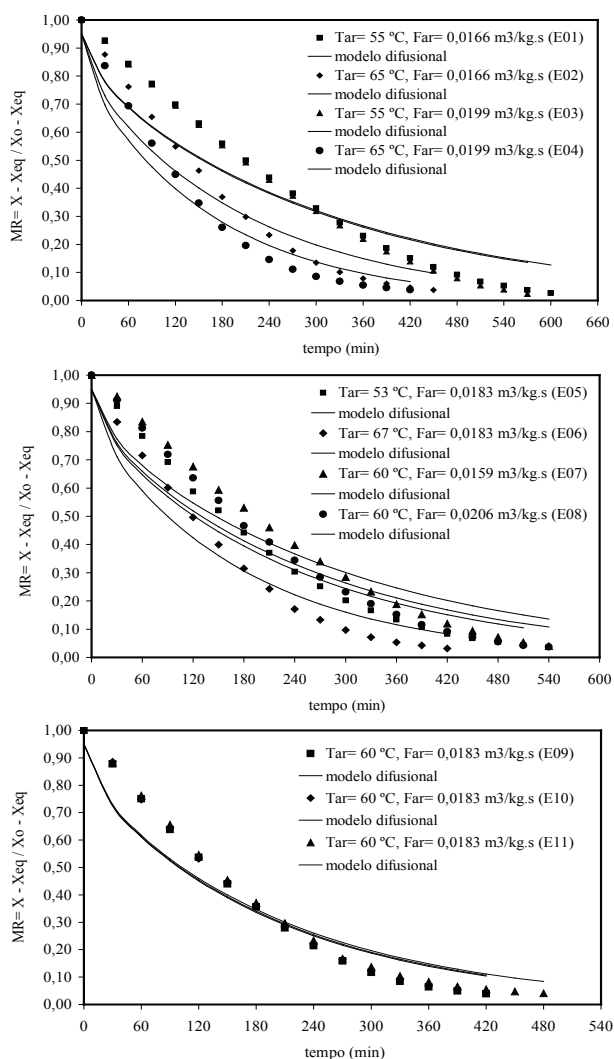 1,00
0,90
0,80
0,70
0,60
0,50
0,40
0,30
0,20
0,10
0,00
MR= X - Xeq / Xo - Xeq
Tar= 55 ºC, Far= 0,0166 m3/kg.s (E01)
modelo difusional
Tar= 65 ºC, Far= 0,0166 m3/kg.s (E02)
modelo difusional
Tar= 55 ºC, Far= 0,0199 m3/kg.s (E03)
modelo difusional
Tar= 65 ºC, Far= 0,0199 m3/kg.s (E04)
modelo difusional
0 60 120 180 240 300 360 420 480 540 600 660
tempo (min)
1,00
0,90
0,80
0,70
0,60
0,50
0,40
0,30
0,20
0,10
0,00
MR= X - Xeq / Xo - Xeq
Tar= 53 ºC, Far= 0,0183 m3/kg.s (E05)
modelo difusional
Tar= 67 ºC, Far= 0,0183 m3/kg.s (E06)
modelo difusional
Tar= 60 ºC, Far= 0,0159 m3/kg.s (E07)
modelo difusional
Tar= 60 ºC, Far= 0,0206 m3/kg.s (E08)
modelo difusional
0 60 120 180 240 300 360 420 480 540 600
tempo (min)
1,00
0,90
0,80
0,70
0,60
0,50
0,40
0,30
0,20
0,10
0,00
MR= X - Xeq / Xo - Xeq
Tar= 60 ºC, Far= 0,0183 m3/kg.s (E09)
modelo difusional
Tar= 60 ºC, Far= 0,0183 m3/kg.s (E10)
modelo difusional
Tar= 60 ºC, Far= 0,0183 m3/kg.s (E11)
modelo difusional
0 60 120 180 240 300 360 420 480 540
tempo (min)